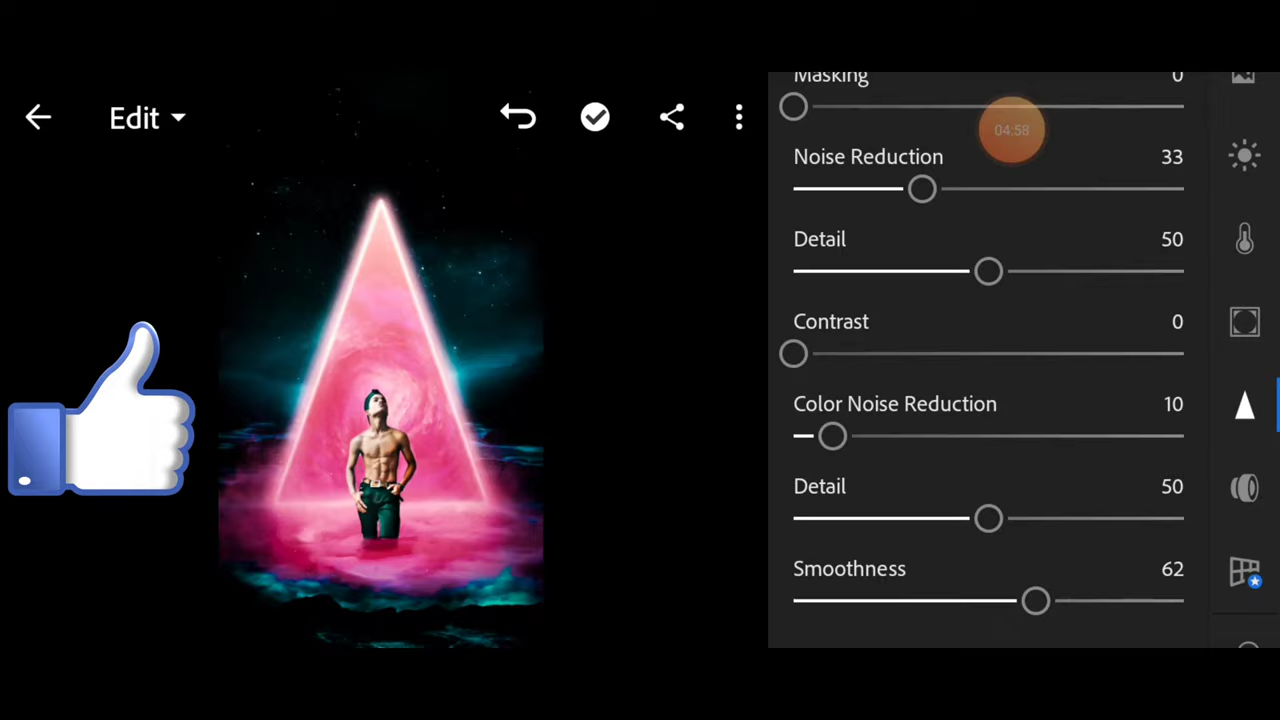 Edit
Masking 0
04:58
Noise Reduction 33
Detail 50
Contrast 0
Color Noise Reduction 10
Detail 50
Smoothness 62